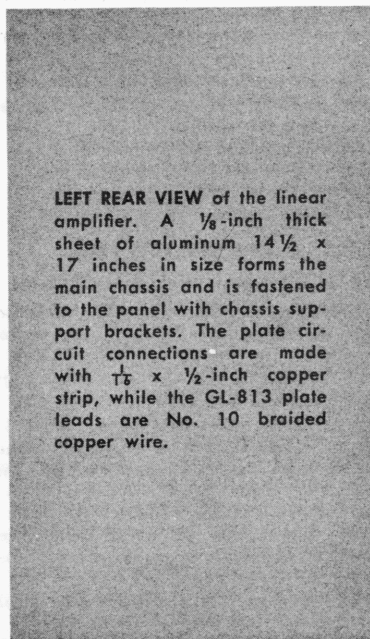 LEFT REAR VIEW of the linear
amplifier. A ⅛-inch thick
sheet of aluminum 14½ x
17 inches in size forms the
main chassis and is fastened
to the panel with chassis sup-
port brackets. The plate cir-
cuit connections are made
with 1/16 x ½-inch copper
strip, while the GL-813 plate
leads are No. 10 braided
copper wire.